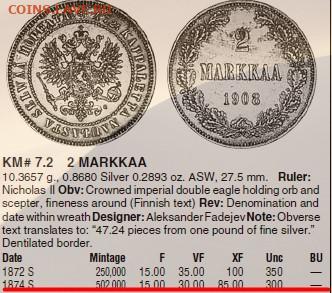 COINS.SU
2
MARKKAA
1908
KM# 7.2 2 MARKKAA
10.3657 g., 0.8680 Silver 0.2893 oz. ASW, 27.5 mm. Ruler:
Nicholas II Obv: Crowned imperial double eagle holding orb and
scepter, fineness around (Finnish text) Rev: Denomination and
date within wreath Designer: Aleksander Fadejev Note: Obverse
text translates to: “47.24 pieces from one pound of fine silver.”
Dentilated border.
Date Mintage F VF XF Unc BU
1872 S 250,000 15.00 35.00 100 350 —
1874 S 502,000 15.00 30.00 85.00 300 —